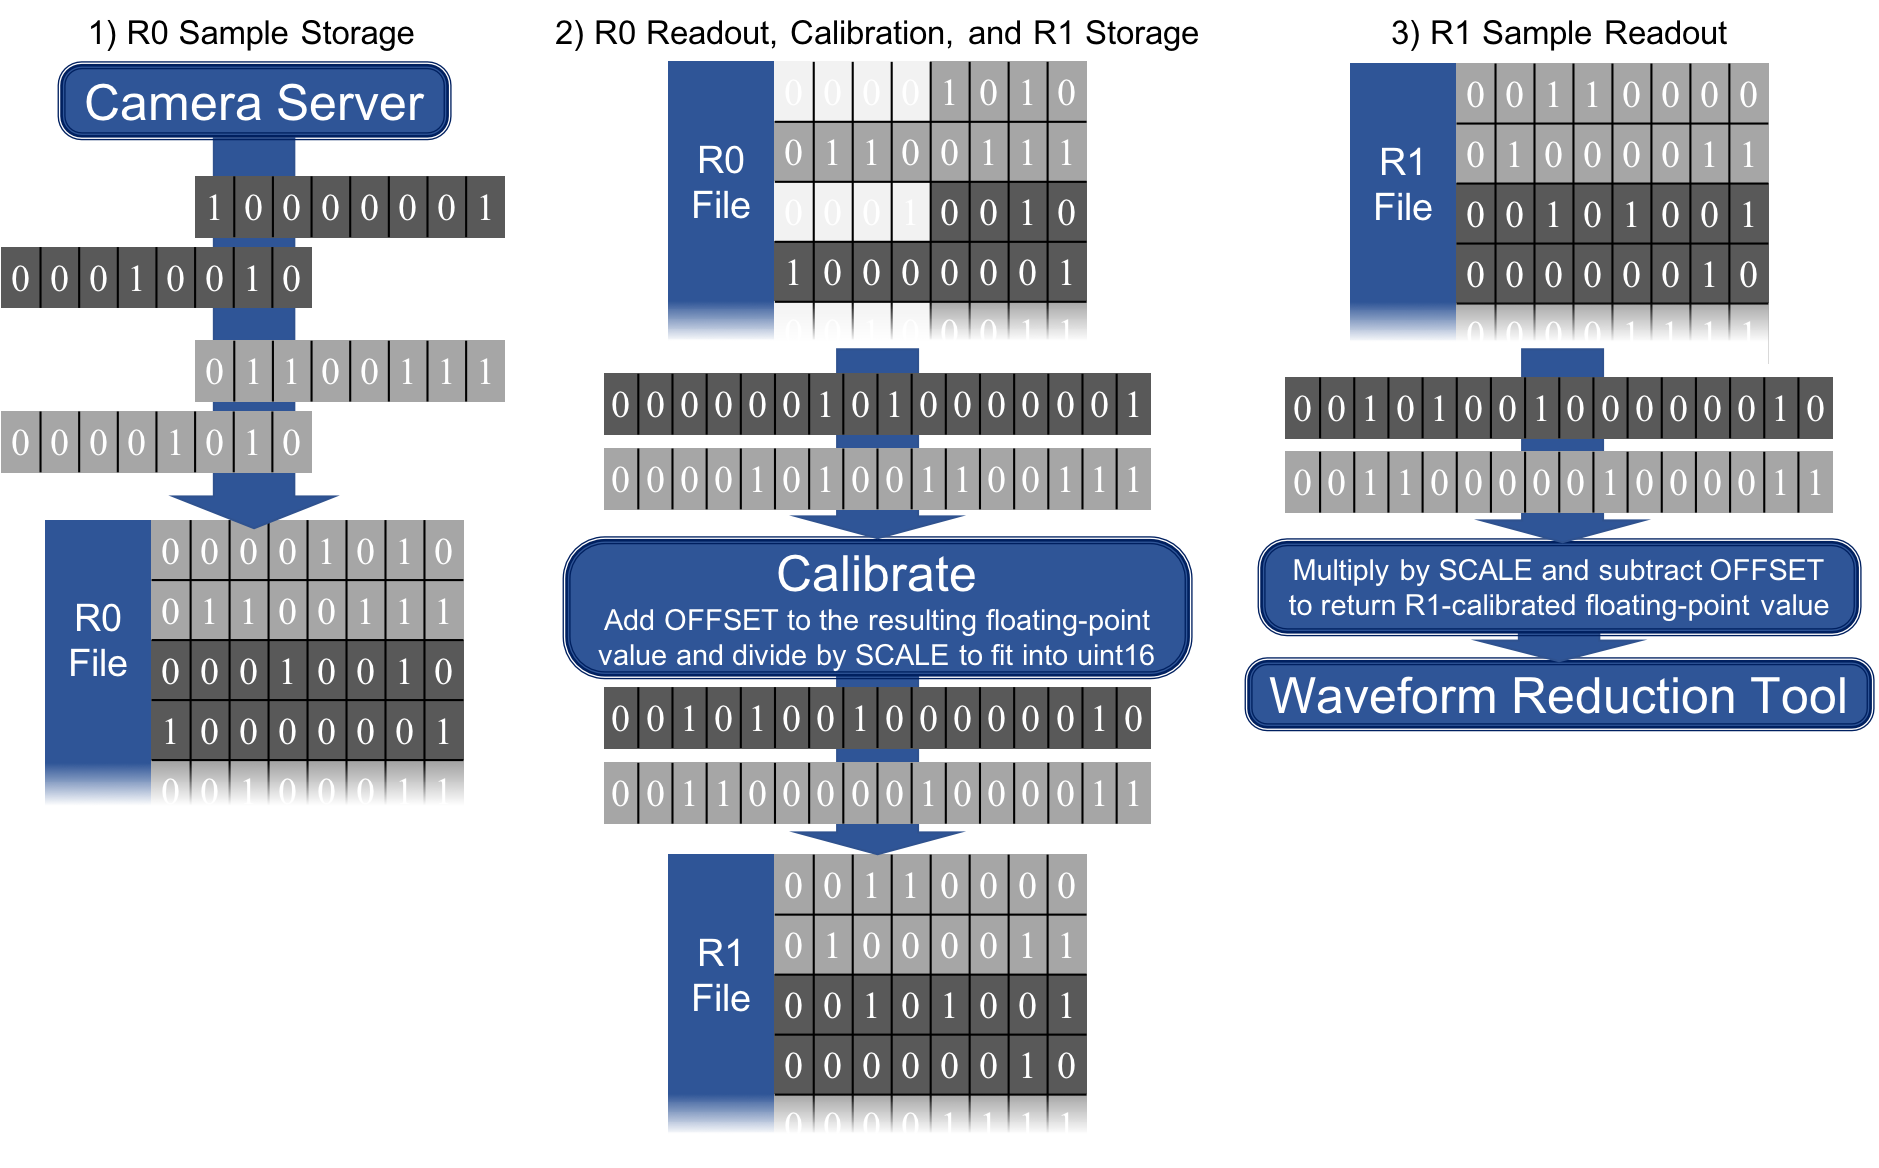 1) R0 Sample Storage
Camera Server
1 0 0 0 0 0 0 1
0 0 0 1 0 0 1 0
0 1 1 0 0 1 1 1
0 0 0 0 1 0 1 0
R0
File
0 0 0 0 1 0 1 0
0 1 1 0 0 1 1 1
0 0 0 1 0 0 1 0
1 0 0 0 0 0 0 1
0 0 1 0 0 0 1 1
2) R0 Readout, Calibration, and R1 Storage
R0
File
0 0 0 0 1 0 1 0
0 1 1 0 0 1 1 1
0 0 0 1 0 0 1 0
1 0 0 0 0 0 0 1
0 0 1 0 0 0 1 1
0 0 0 0 0 0 1 0 1 0 0 0 0 0 0 1
0 0 0 0 1 0 1 0 0 1 1 0 0 1 1 1
Calibrate
Add OFFSET to the resulting floating-point
value and divide by SCALE to fit into uint16
0 0 1 0 1 0 0 1 0 0 0 0 0 0 1 0
0 0 1 1 0 0 0 0 0 1 0 0 0 0 1 1
R1
File
0 0 1 1 0 0 0 0
0 1 0 0 0 0 1 1
0 0 1 0 1 0 0 1
0 0 0 0 0 0 1 0
0 0 0 0 1 1 1 1
3) R1 Sample Readout
R1
File
0 0 1 1 0 0 0 0
0 1 0 0 0 0 1 1
0 0 1 0 1 0 0 1
0 0 0 0 0 0 1 0
0 0 0 0 1 1 1 1
0 0 1 0 1 0 0 1 0 0 0 0 0 0 1 0
0 0 1 1 0 0 0 0 0 1 0 0 0 0 1 1
Multiply by SCALE and subtract OFFSET
to return R1-calibrated floating-point value
Waveform Reduction Tool